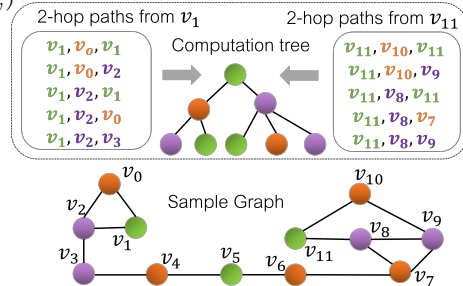 ,)
2-hop paths from v₁
2-hop paths from v₁₁
Computation tree
v₁, v₀, v₁
v₁, v₀, v₂
v₁, v₂, v₁
v₁, v₂, v₀
v₁, v₂, v₃
v₁₁, v₁₀, v₁₁
v₁₁, v₁₀, v₉
v₁₁, v₈, v₁₁
v₁₁, v₈, v₇
v₁₁, v₈, v₉
Sample Graph
v₀
v₂
v₁
v₃
v₄
v₅
v₆
v₁₀
v₁₁
v₈
v₉
v₇